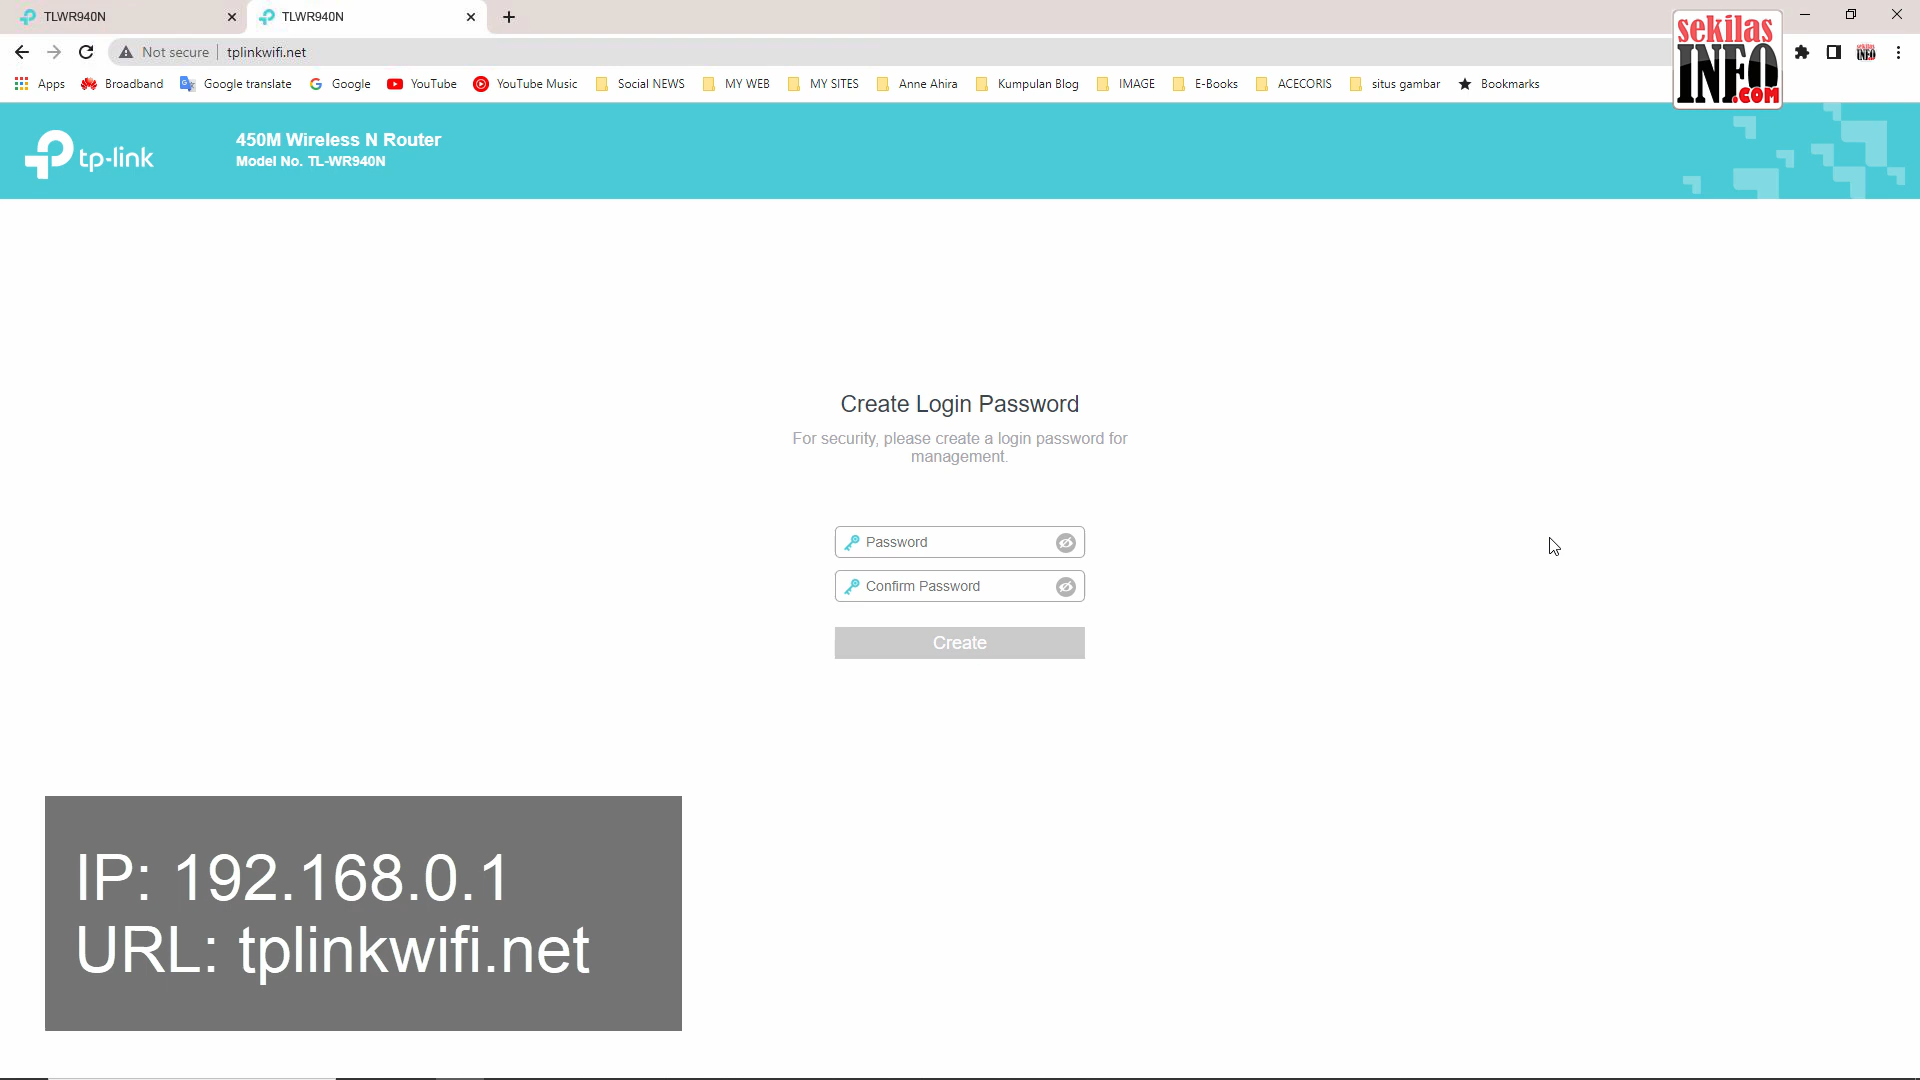 TLWR940N
TLWR940N
Not secure
tplinkwifi.net
Apps
Broadband
Google translate
Google
YouTube
YouTube Music
Social NEWS
MY WEB
MY SITES
Anne Ahira
Kumpulan Blog
IMAGE
E-Books
ACECORIS
situs gambar
Bookmarks
sekilas
INFO
.COM
tp-link
450M Wireless N Router
Model No. TL-WR940N
Create Login Password
For security, please create a login password for
management.
Password
Confirm Password
Create
IP: 192.168.0.1
URL: tplinkwifi.net